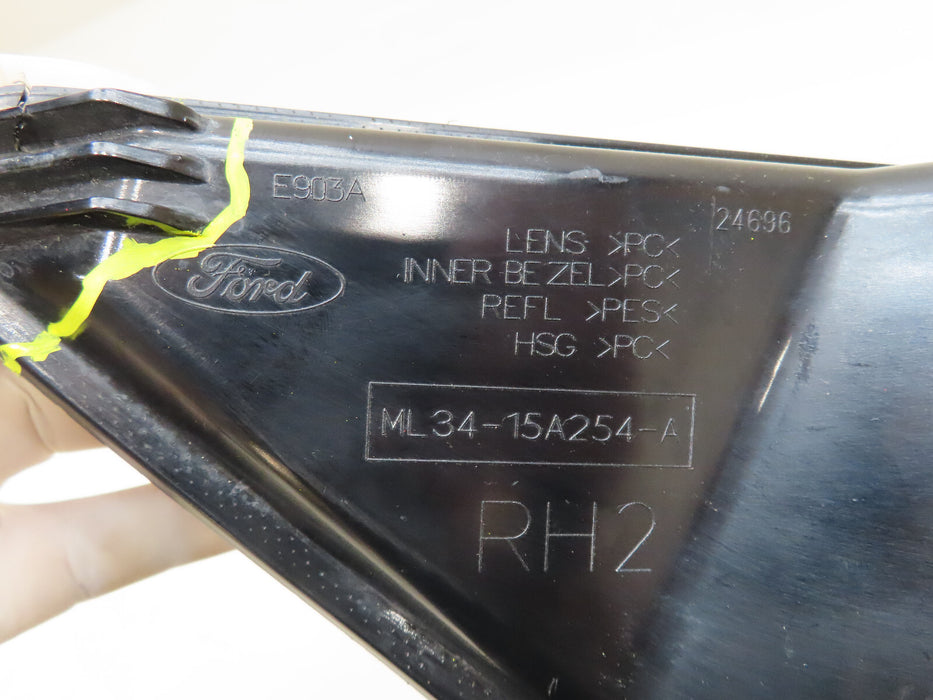 E903A
24696
Ford
LENS >PC<
INNER BEZEL >PC<
REFL >PES<
HSG >PC<
ML34-15A254-A
RH2